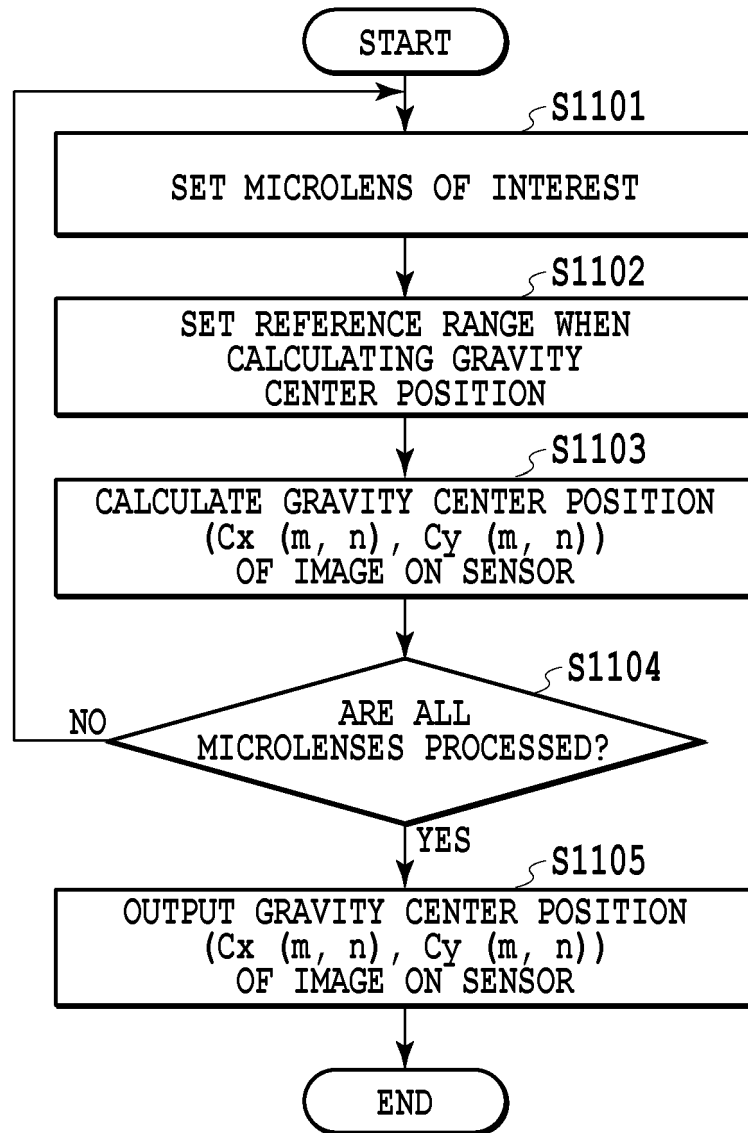 START
S1101
SET MICROLENS OF INTEREST
S1102
SET REFERENCE RANGE WHEN
CALCULATING GRAVITY
CENTER POSITION
S1103
CALCULATE GRAVITY CENTER POSITION
(Cx (m, n), Cy (m, n))
OF IMAGE ON SENSOR
S1104
ARE ALL
MICROLENSES PROCESSED?
NO
YES
S1105
OUTPUT GRAVITY CENTER POSITION
(Cx (m, n), Cy (m, n))
OF IMAGE ON SENSOR
END